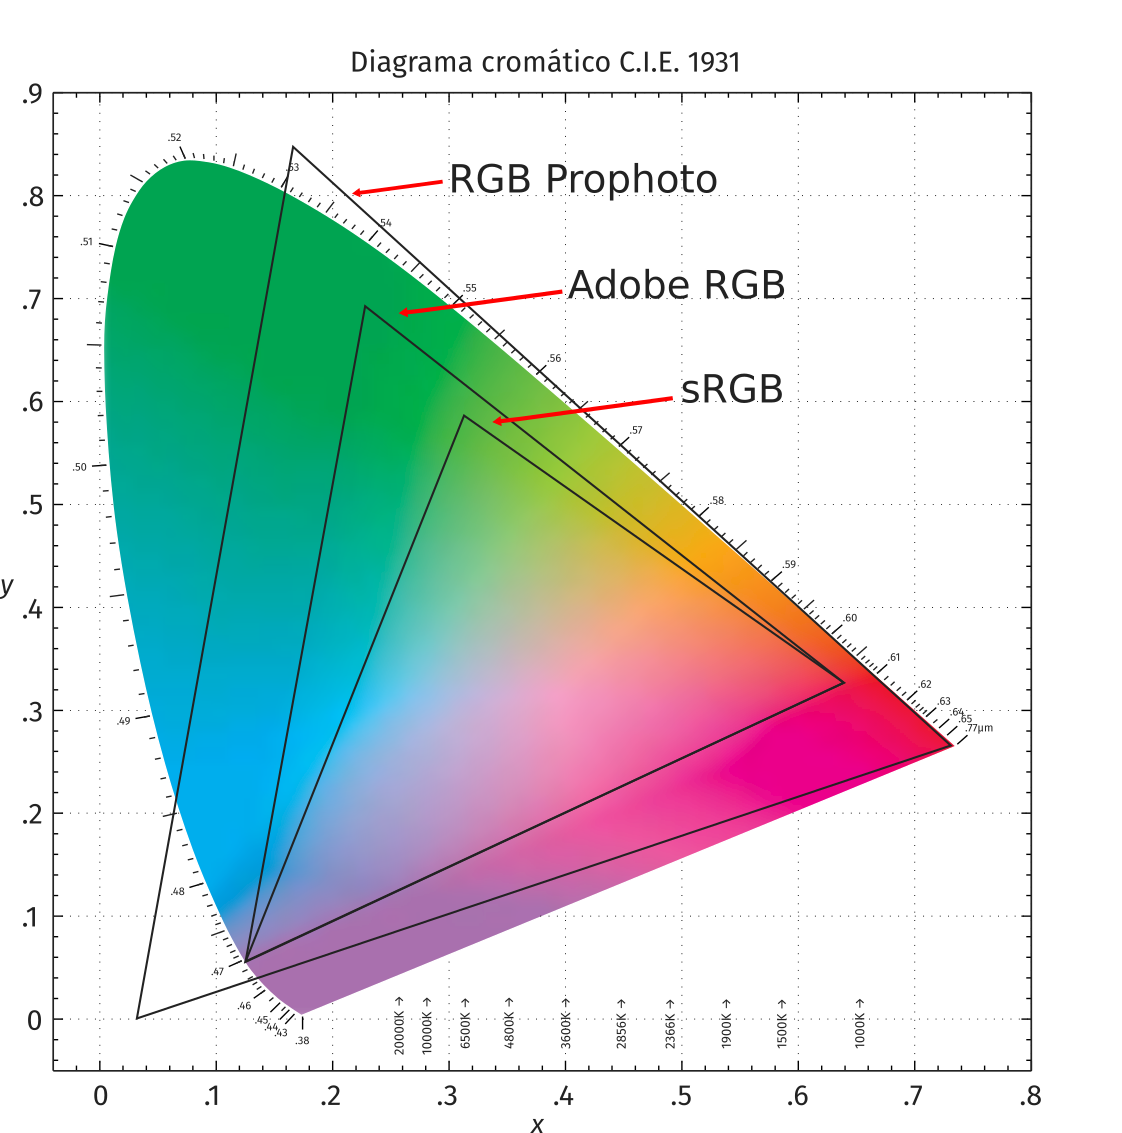 Diagrama cromático C.I.E. 1931
.9
.8
.7
.6
.5
.4
.3
.2
.1
0
y
.52
.53
.54
.51
.55
.56
.57
.50
.58
.59
.60
.61
.62
.63
.64
.65
.77µm
.49
.48
.47
.46
.45
.44
.43
.38
RGB Prophoto
Adobe RGB
sRGB
20000K →
10000K →
6500K →
4800K →
3600K →
2856K →
2366K →
1900K →
1500K →
1000K →
0 .1 .2 .3 .4 .5 .6 .7 .8
x